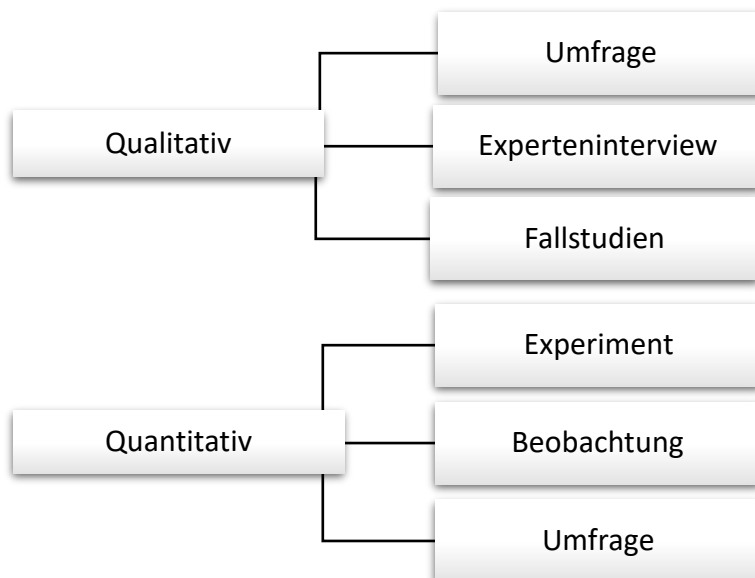 Qualitativ
Umfrage
Experteninterview
Fallstudien
Quantitativ
Experiment
Beobachtung
Umfrage